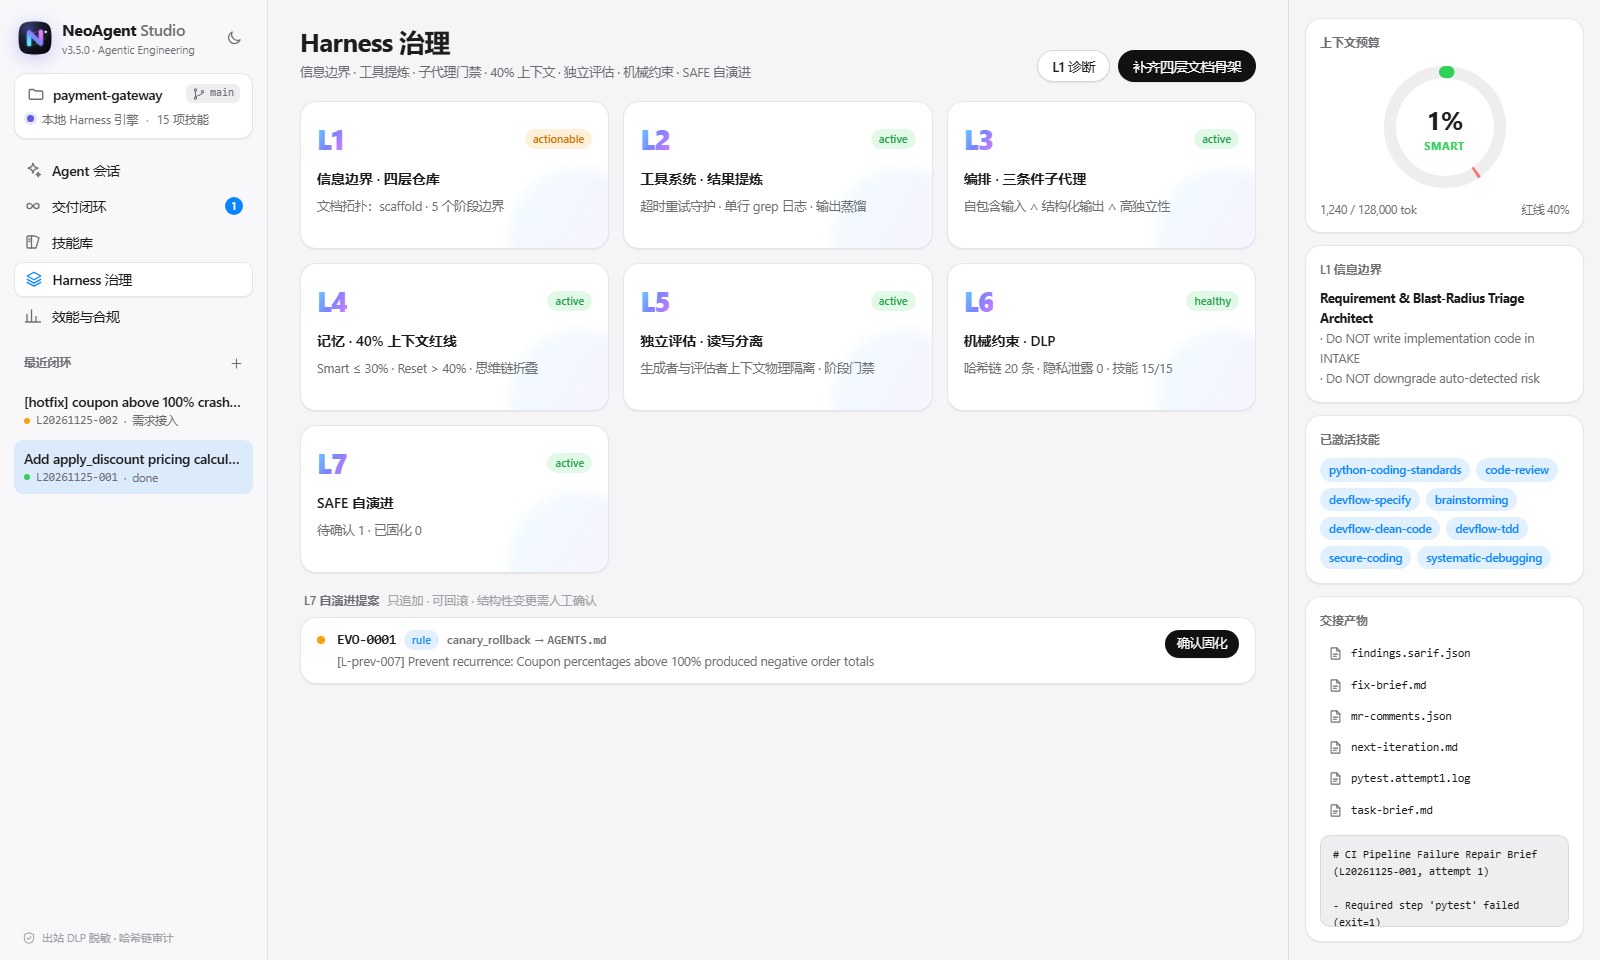 NeoAgent Studio
v3.5.0 · Agentic Engineering
payment-gateway
main
本地 Harness 引擎 · 15 项技能
Agent 会话
交付闭环
1
技能库
Harness 治理
效能与合规
最近闭环
[hotfix] coupon above 100% crash...
L20261125-002 · 需求接入
Add apply_discount pricing calcul...
L20261125-001 · done
出站 DLP 脱敏 · 哈希链审计
Harness 治理
信息边界 · 工具提炼 · 子代理门禁 · 40% 上下文 · 独立评估 · 机械约束 · SAFE 自演进
L1 诊断
补齐四层文档骨架
L1
actionable
信息边界 · 四层仓库
文档拓扑：scaffold · 5 个阶段边界
L2
active
工具系统 · 结果提炼
超时重试守护 · 单行 grep 日志 · 输出蒸馏
L3
active
编排 · 三条件子代理
自包含输入 ∧ 结构化输出 ∧ 高独立性
L4
active
记忆 · 40% 上下文红线
Smart ≤ 30% · Reset > 40% · 思维链折叠
L5
active
独立评估 · 读写分离
生成者与评估者上下文物理隔离 · 阶段门禁
L6
healthy
机械约束 · DLP
哈希链 20 条 · 隐私泄露 0 · 技能 15/15
L7
active
SAFE 自演进
待确认 1 · 已固化 0
L7 自演进提案 只追加 · 可回滚 · 结构性变更需人工确认
EVO-0001 rule canary_rollback → AGENTS.md
[L-prev-007] Prevent recurrence: Coupon percentages above 100% produced negative order totals
确认固化
上下文预算
1%
SMART
1,240 / 128,000 tok
红线 40%
L1 信息边界
Requirement & Blast-Radius Triage
Architect
· Do NOT write implementation code in
INTAKE
· Do NOT downgrade auto-detected risk
已激活技能
python-coding-standards code-review
devflow-specify brainstorming
devflow-clean-code devflow-tdd
secure-coding systematic-debugging
交接产物
findings.sarif.json
fix-brief.md
mr-comments.json
next-iteration.md
pytest.attempt1.log
task-brief.md
# CI Pipeline Failure Repair Brief
(L20261125-001, attempt 1)
- Required step 'pytest' failed
(exit=1)